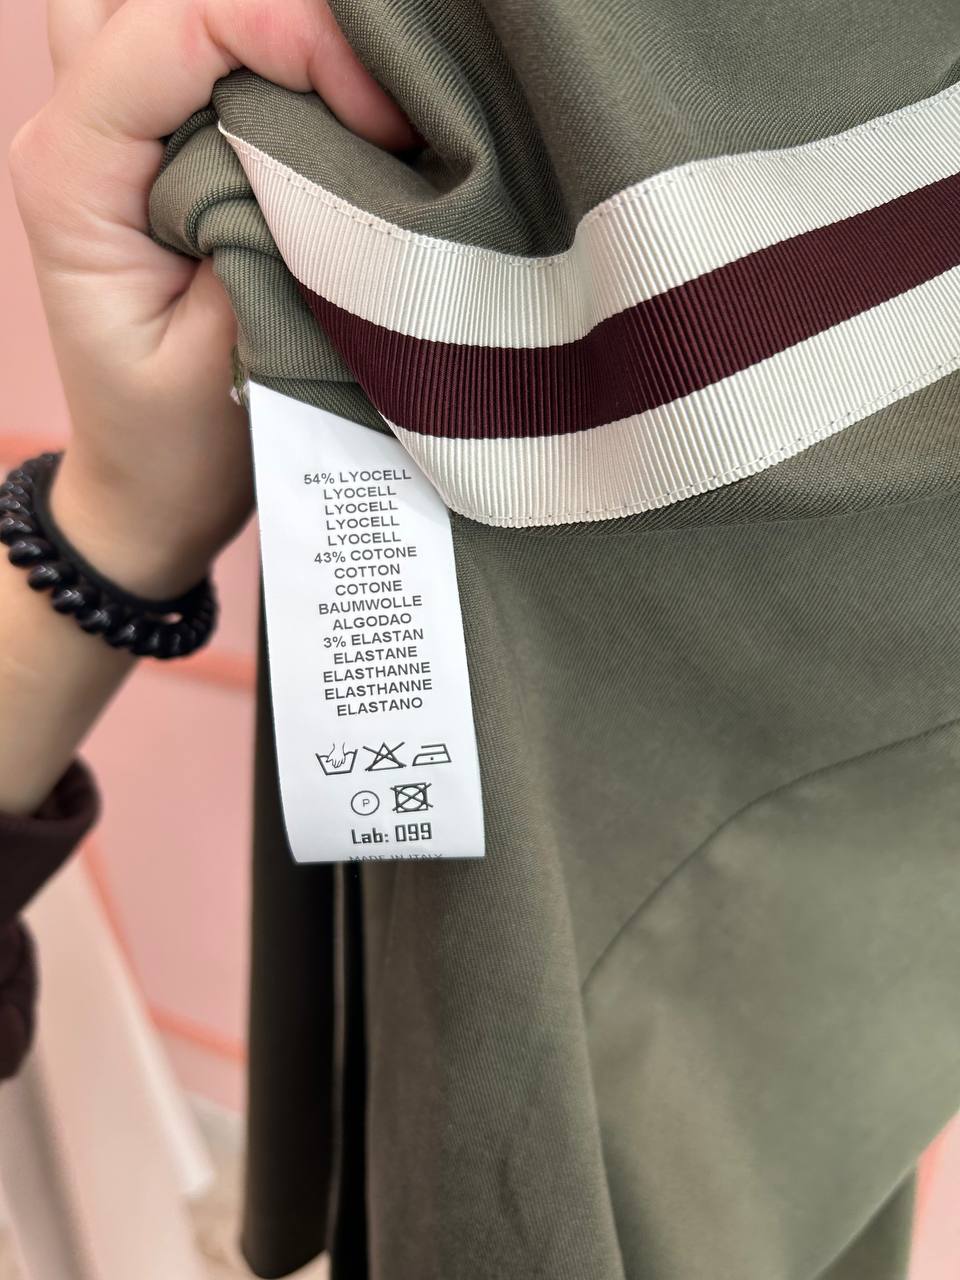 54% LYOCELL
LYOCELL
LYOCELL
LYOCELL
LYOCELL
43% COTONE
COTTON
COTONE
BAUMWOLLE
ALGODAO
3% ELASTAN
ELASTANE
ELASTHANNE
ELASTHANNE
ELASTANO
P
Lab: 099
MADE IN ITALY